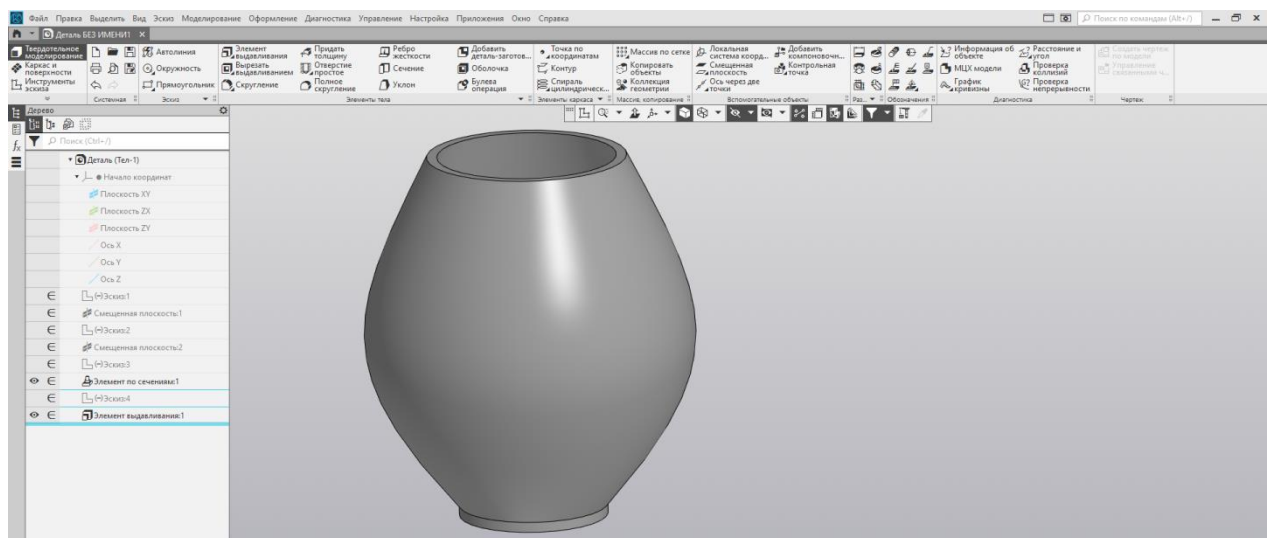 Файл Правка Выделить Вид Эскиз Моделирование Оформление Диагностика Управление Настройка Приложения Окно Справка
Поиск по командам (Alt+/)
Деталь БЕЗ ИМЕНИ1
Твердотельное моделирование
Каркас и поверхности
Инструменты эскиза
Системная
Автолиния
Окружность
Прямоугольник
Эскиз
Элемент выдавливания
Вырезать выдавливанием
Скругление
Придать толщину
Отверстие простое
Полное скругление
Ребро жесткости
Сечение
Уклон
Добавить деталь-заготов...
Оболочка
Булева операция
Элементы тела
Точка по координатам
Контур
Спираль цилиндрическ...
Элементы каркаса
Массив по сетке
Копировать объекты
Коллекция геометрии
Массив, копирование
Локальная система коорд...
Смещенная плоскость
Ось через две точки
Добавить компоновочн...
Контрольная точка
Вспомогательные объекты
Раз...
Обозначения
Информация об объекте
МЦХ модели
График кривизны
Расстояние и угол
Проверка коллизий
Проверка непрерывности
Диагностика
Создать чертеж по модели
Управление связанными ч...
Чертеж
Дерево
Поиск (Ctrl+/)
Деталь (Тел-1)
Начало координат
Плоскость XY
Плоскость ZX
Плоскость ZY
Ось X
Ось Y
Ось Z
(-)Эскиз:1
Смещенная плоскость:1
(-)Эскиз:2
Смещенная плоскость:2
(-)Эскиз:3
Элемент по сечениям:1
(-)Эскиз:4
Элемент выдавливания:1